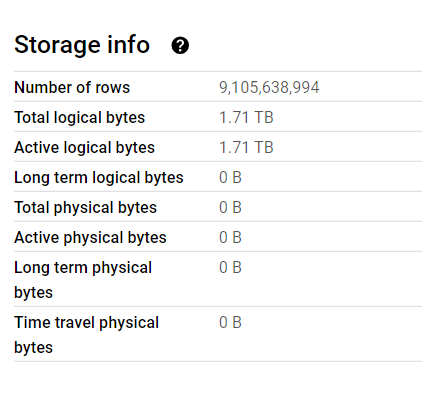 Storage info ?
Number of rows 9,105,638,994
Total logical bytes 1.71 TB
Active logical bytes 1.71 TB
Long term logical bytes 0 B
Total physical bytes 0 B
Active physical bytes 0 B
Long term physical 0 B
bytes
Time travel physical 0 B
bytes